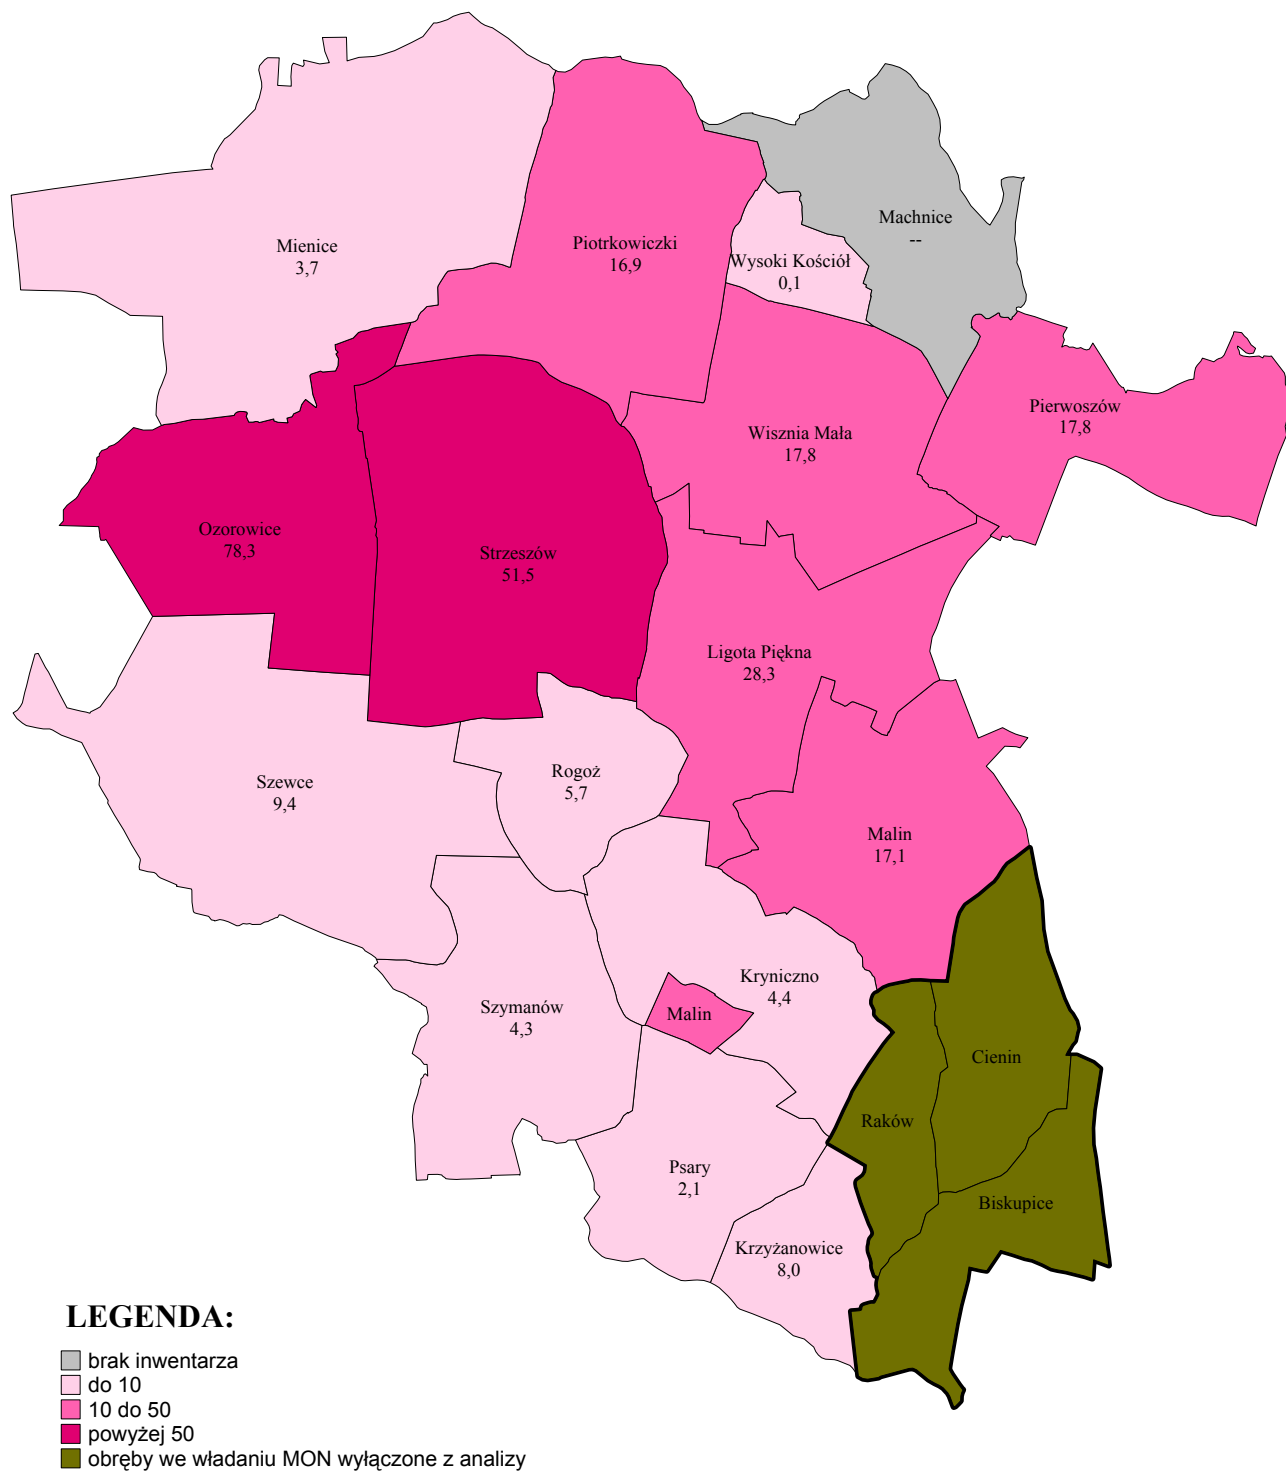 Mienice
3,7
Piotrkowiczki
16,9
Machnice
--
Wysoki Kościół
0,1
Wisznia Mała
17,8
Pierwoszów
17,8
Ozorowice
78,3
Strzeszów
51,5
Ligota Piękna
28,3
Szewce
9,4
Rogoż
5,7
Malin
17,1
Kryniczno
4,4
Szymanów
4,3
Malin
Cienin
Raków
Psary
2,1
Biskupice
Krzyżanowice
8,0
LEGENDA:
brak inwentarza
do 10
10 do 50
powyżej 50
obręby we władaniu MON wyłączone z analizy